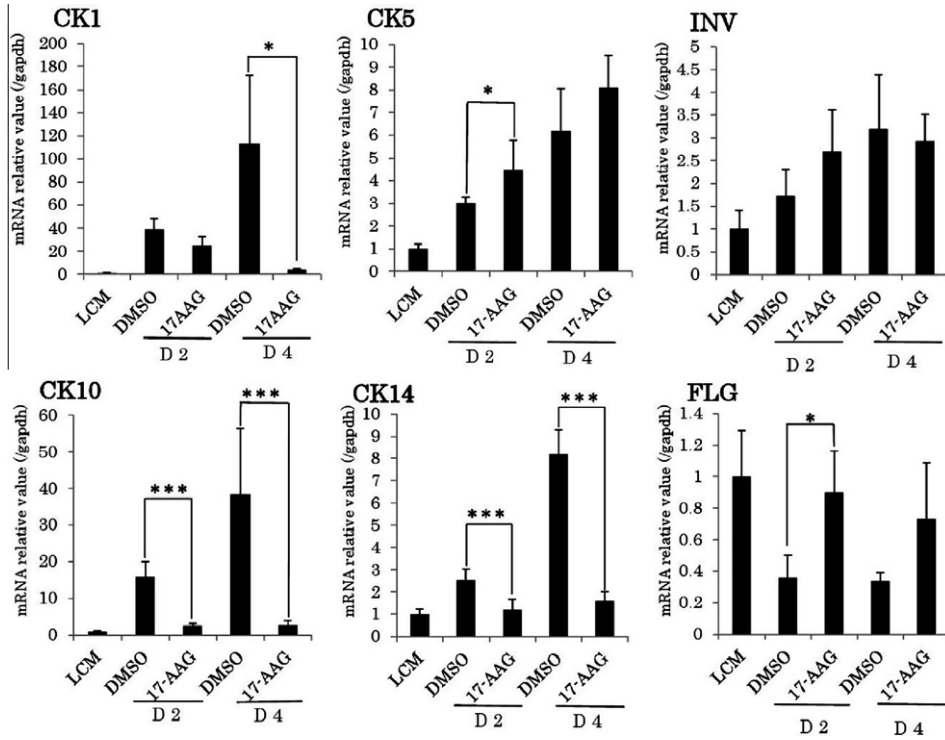 CK1
mRNA relative value (/gapdh)
200
180
160
140
120
100
80
60
40
20
0
*
LCM
DMSO
17AAG
DMSO
17AAG
D 2
D 4
CK5
mRNA relative value (/gapdh)
10
9
8
7
6
5
4
3
2
1
0
*
LCM
DMSO
17-AAG
DMSO
17-AAG
D 2
D 4
INV
mRNA relative value (/gapdh)
5
4.5
4
3.5
3
2.5
2
1.5
1
0.5
0
LCM
DMSO
17-AAG
DMSO
17-AAG
D 2
D 4
CK10
mRNA relative value (/gapdh)
60
50
40
30
20
10
0
***
***
LCM
DMSO
17-AAG
DMSO
17-AAG
D 2
D 4
CK14
mRNA relative value (/gapdh)
10
9
8
7
6
5
4
3
2
1
0
***
***
LCM
DMSO
17-AAG
DMSO
17-AAG
D 2
D 4
FLG
mRNA relative value (/gapdh)
1.4
1.2
1
0.8
0.6
0.4
0.2
0
*
LCM
DMSO
17-AAG
DMSO
17-AAG
D 2
D 4